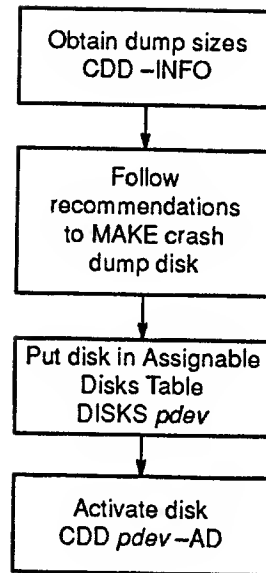 Obtain dump sizes
CDD –INFO
Follow
recommendations
to MAKE crash
dump disk
Put disk in Assignable
Disks Table
DISKS pdev
Activate disk
CDD pdev –AD